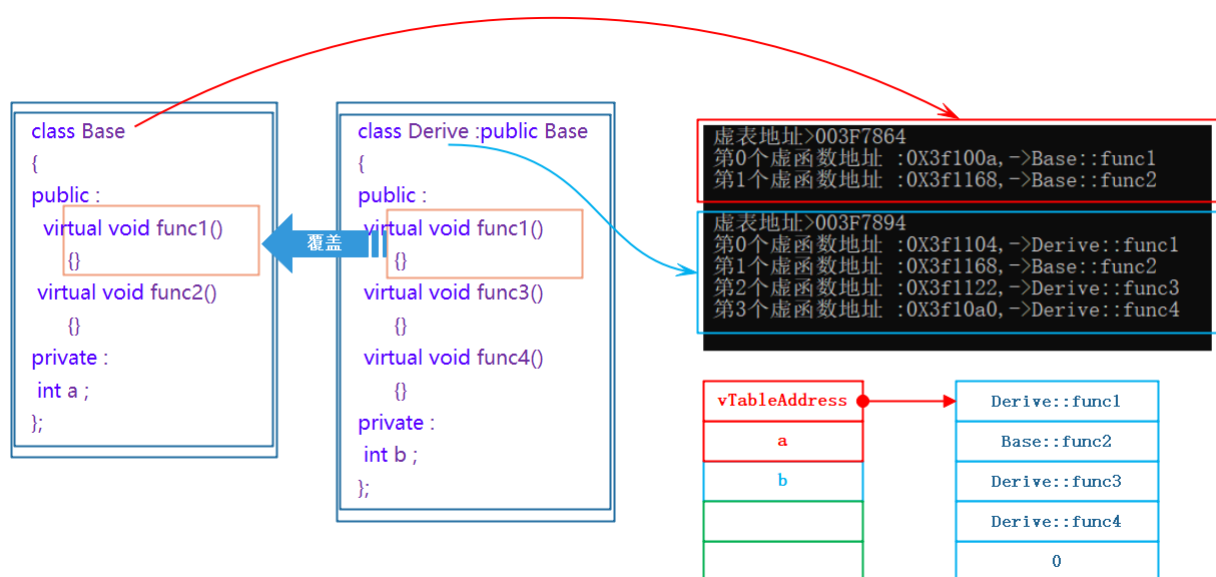 class Base
{
public :
virtual void func1()
{}
virtual void func2()
{}
private :
int a ;
};
覆盖
class Derive :public Base
{
public :
virtual void func1()
{}
virtual void func3()
{}
virtual void func4()
{}
private :
int b ;
};
虚表地址>003F7864
第0个虚函数地址 :0X3f100a,->Base::func1
第1个虚函数地址 :0X3f1168,->Base::func2
虚表地址>003F7894
第0个虚函数地址 :0X3f1104,->Derive::func1
第1个虚函数地址 :0X3f1168,->Base::func2
第2个虚函数地址 :0X3f1122,->Derive::func3
第3个虚函数地址 :0X3f10a0,->Derive::func4
vTableAddress
a
b
Derive::func1
Base::func2
Derive::func3
Derive::func4
0